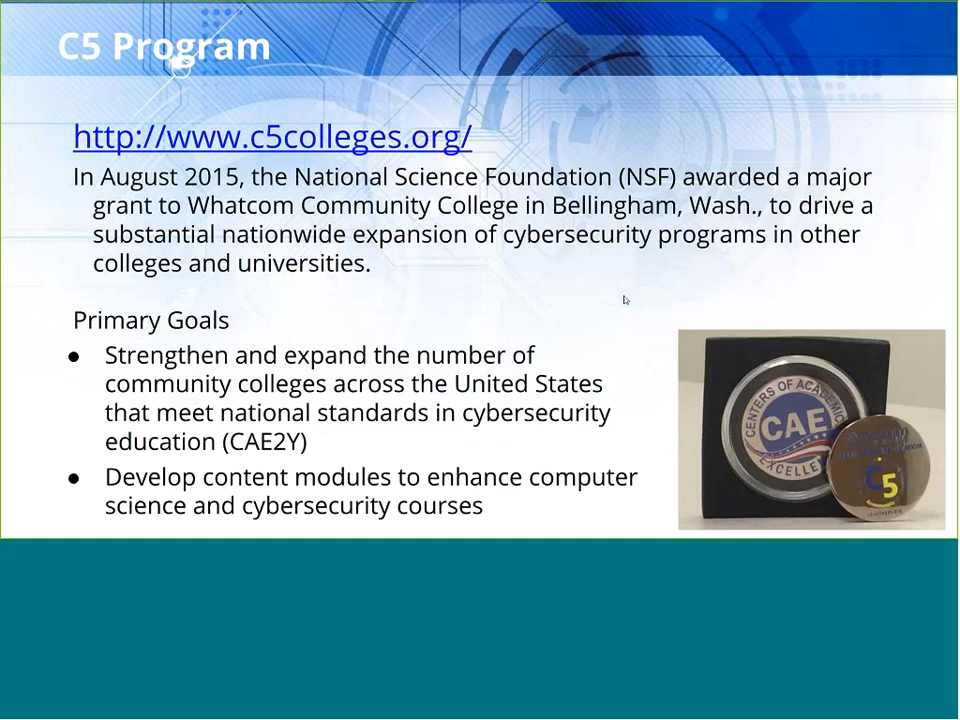 C5 Program
http://www.c5colleges.org/
In August 2015, the National Science Foundation (NSF) awarded a major
grant to Whatcom Community College in Bellingham, Wash., to drive a
substantial nationwide expansion of cybersecurity programs in other
colleges and universities.
Primary Goals
● Strengthen and expand the number of
community colleges across the United States
that meet national standards in cybersecurity
education (CAE2Y)
● Develop content modules to enhance computer
science and cybersecurity courses
CENTERS OF ACADEMIC
CAE
EXCELLE
C5